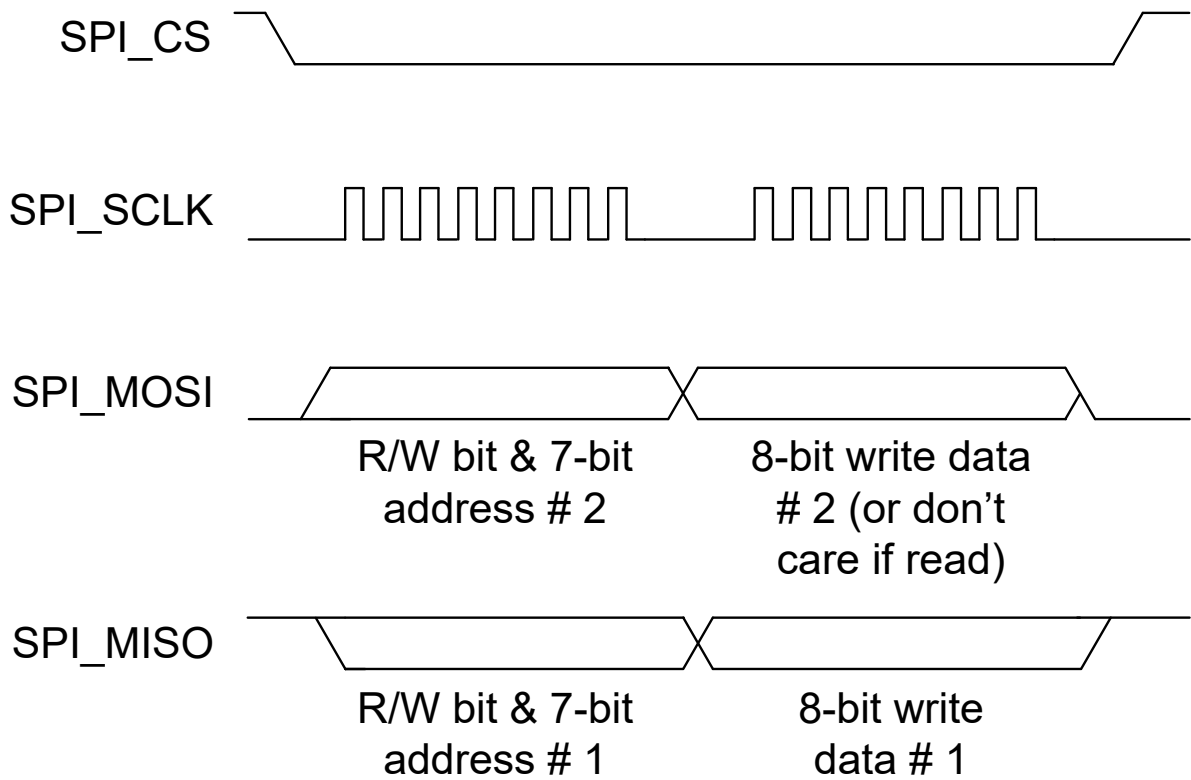 SPI_CS
SPI_SCLK
SPI_MOSI
R/W bit & 7-bit
address # 2
8-bit write data
# 2 (or don’t
care if read)
SPI_MISO
R/W bit & 7-bit
address # 1
8-bit write
data # 1